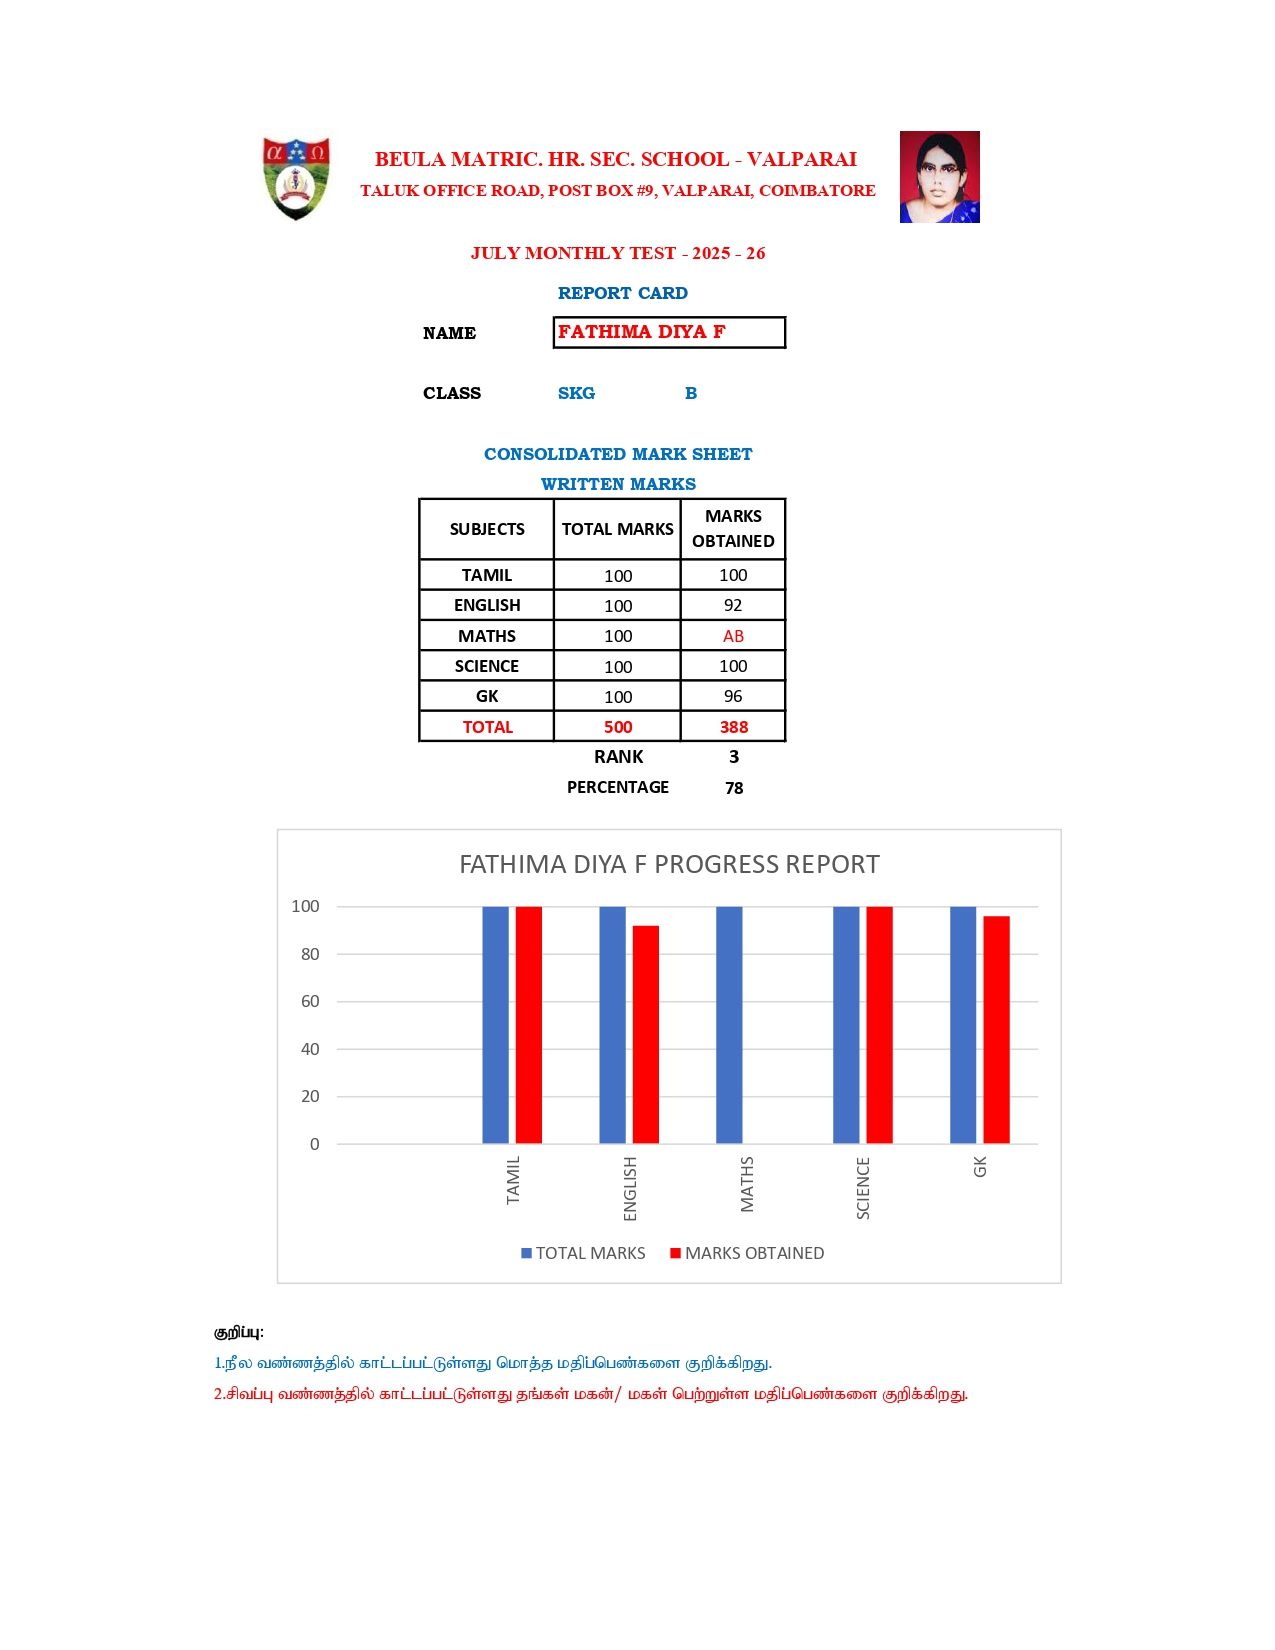 α Ω
BEULA MATRIC. HR. SEC. SCHOOL - VALPARAI
TALUK OFFICE ROAD, POST BOX #9, VALPARAI, COIMBATORE
JULY MONTHLY TEST - 2025 - 26
REPORT CARD
NAME FATHIMA DIYA F
CLASS SKG B
CONSOLIDATED MARK SHEET
WRITTEN MARKS
SUBJECTS TOTAL MARKS MARKS OBTAINED
TAMIL 100 100
ENGLISH 100 92
MATHS 100 AB
SCIENCE 100 100
GK 100 96
TOTAL 500 388
RANK 3
PERCENTAGE 78
FATHIMA DIYA F PROGRESS REPORT
100
80
60
40
20
0
TAMIL ENGLISH MATHS SCIENCE GK
TOTAL MARKS MARKS OBTAINED
குறிப்பு:
1.நீல வண்ணத்தில் காட்டப்பட்டுள்ளது மொத்த மதிப்பெண்களை குறிக்கிறது.
2.சிவப்பு வண்ணத்தில் காட்டப்பட்டுள்ளது தங்கள் மகன்/ மகள் பெற்றுள்ள மதிப்பெண்களை குறிக்கிறது.